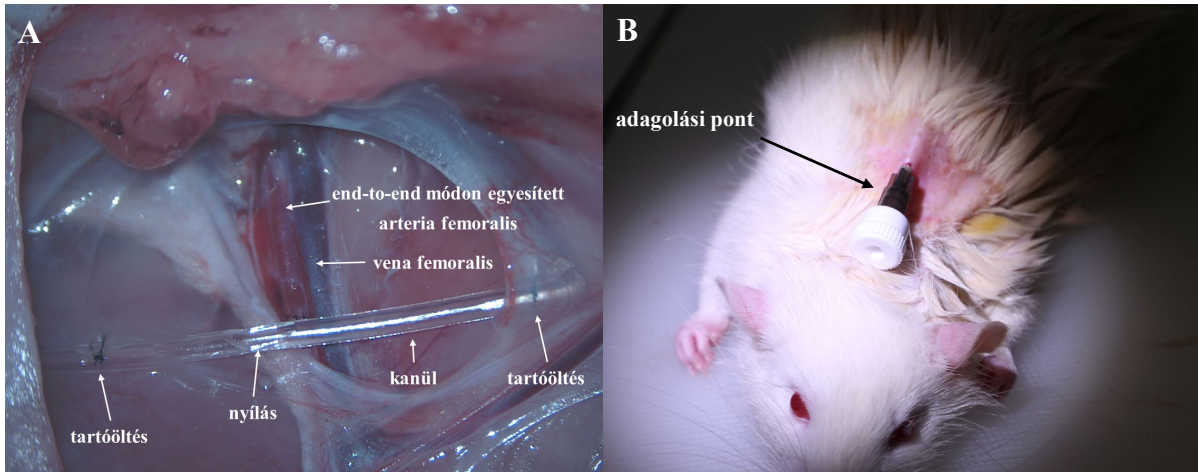 A
end-to-end módon egyesített
arteria femoralis
vena femoralis
tartóöltés
nyílás
kanül
tartóöltés
B
adagolási pont